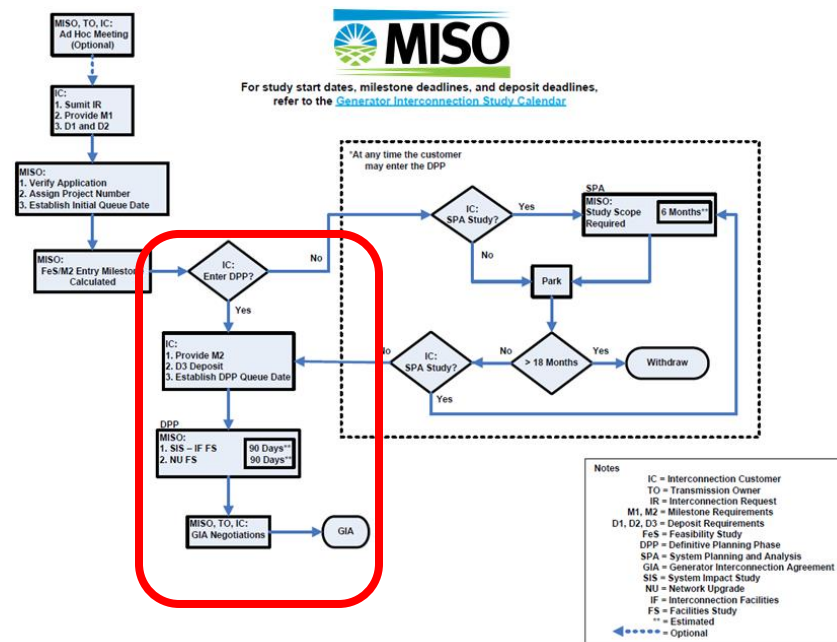 MISO, TO, IC:
Ad Hoc Meeting
(Optional)
MISO
For study start dates, milestone deadlines, and deposit deadlines,
refer to the Generator Interconnection Study Calendar
IC:
1. Sumit IR
2. Provide M1
3. D1 and D2
MISO:
1. Verify Application
2. Assign Project Number
3. Establish Initial Queue Date
MISO:
FeS/M2 Entry Milestone
Calculated
IC:
Enter DPP?
No
Yes
*At any time the customer
may enter the DPP
IC:
SPA Study?
Yes
No
SPA
MISO:
Study Scope
Required
6 Months**
Park
> 18 Months
Yes
Withdraw
No
IC:
SPA Study?
No
Yes
IC:
1. Provide M2
2. D3 Deposit
3. Establish DPP Queue Date
DPP
MISO:
1. SIS – IF FS
2. NU FS
90 Days**
90 Days**
MISO, TO, IC:
GIA Negotiations
GIA
Notes
IC = Interconnection Customer
TO = Transmission Owner
IR = Interconnection Request
M1, M2 = Milestone Requirements
D1, D2, D3 = Deposit Requirements
FeS = Feasibility Study
DPP = Definitive Planning Phase
SPA = System Planning and Analysis
GIA = Generator Interconnection Agreement
SIS = System Impact Study
NU = Network Upgrade
IF = Interconnection Facilities
FS = Facilities Study
** = Estimated
= Optional